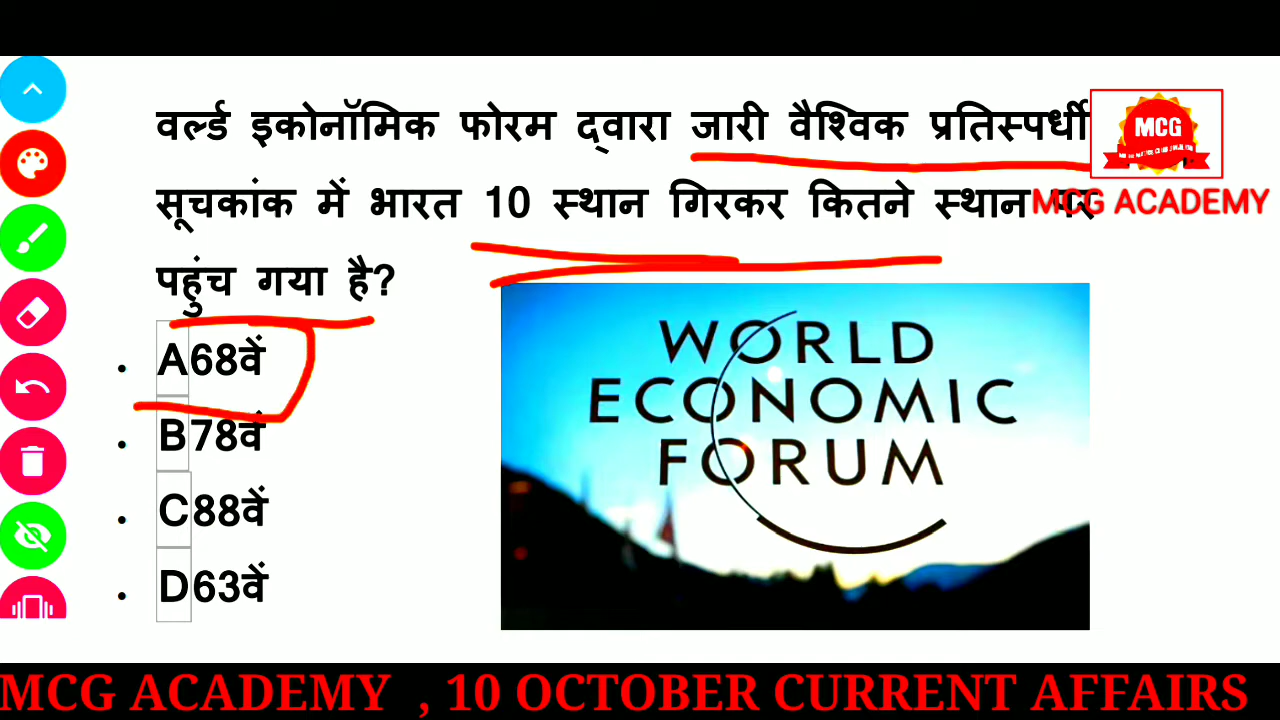 वर्ल्ड इकोनॉमिक फोरम द्वारा जारी वैश्विक प्रतिस्पर्धी
MCG
सूचकांक में भारत 10 स्थान गिरकर कितने स्थान पर
MCG ACADEMY
पहुंच गया है?
A68वें
B78वें
C88वें
D63वें
WORLD
ECONOMIC
FORUM
MCG ACADEMY , 10 OCTOBER CURRENT AFFAIRS